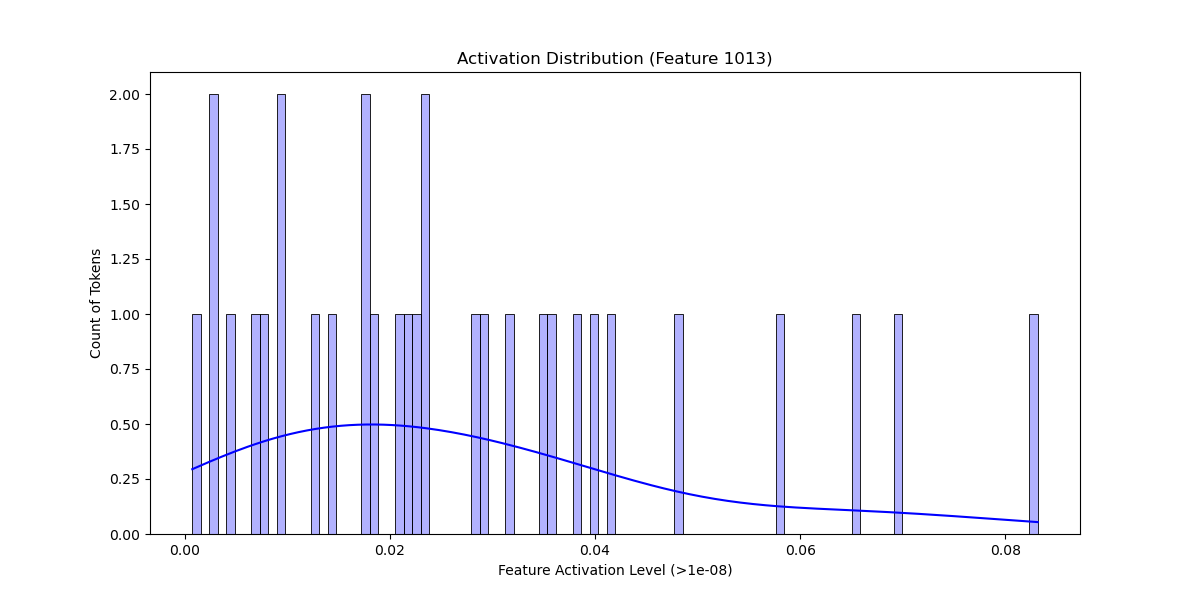 Activation Distribution (Feature 1013)
2.00
1.75
1.50
1.25
1.00
0.75
0.50
0.25
0.00
Count of Tokens
0.00 0.02 0.04 0.06 0.08
Feature Activation Level (>1e-08)